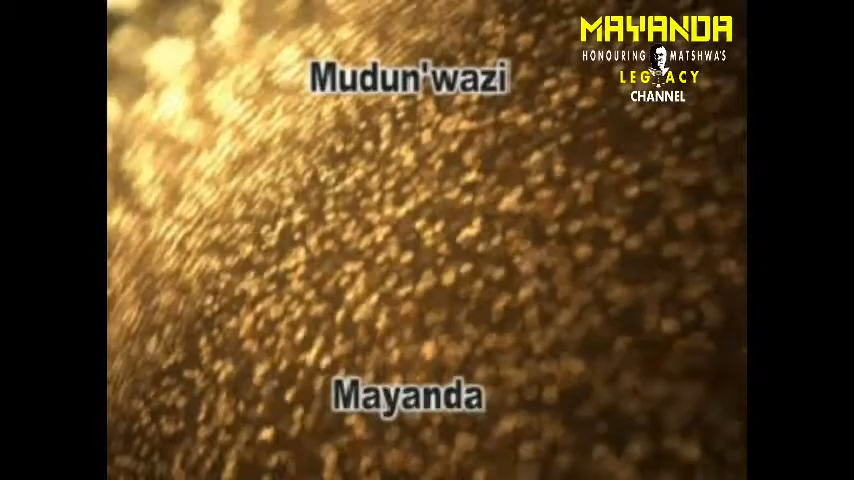 Mudun'wazi
MAYANDA
HONOURING MATSHWA'S
LEGACY
CHANNEL
Mayanda